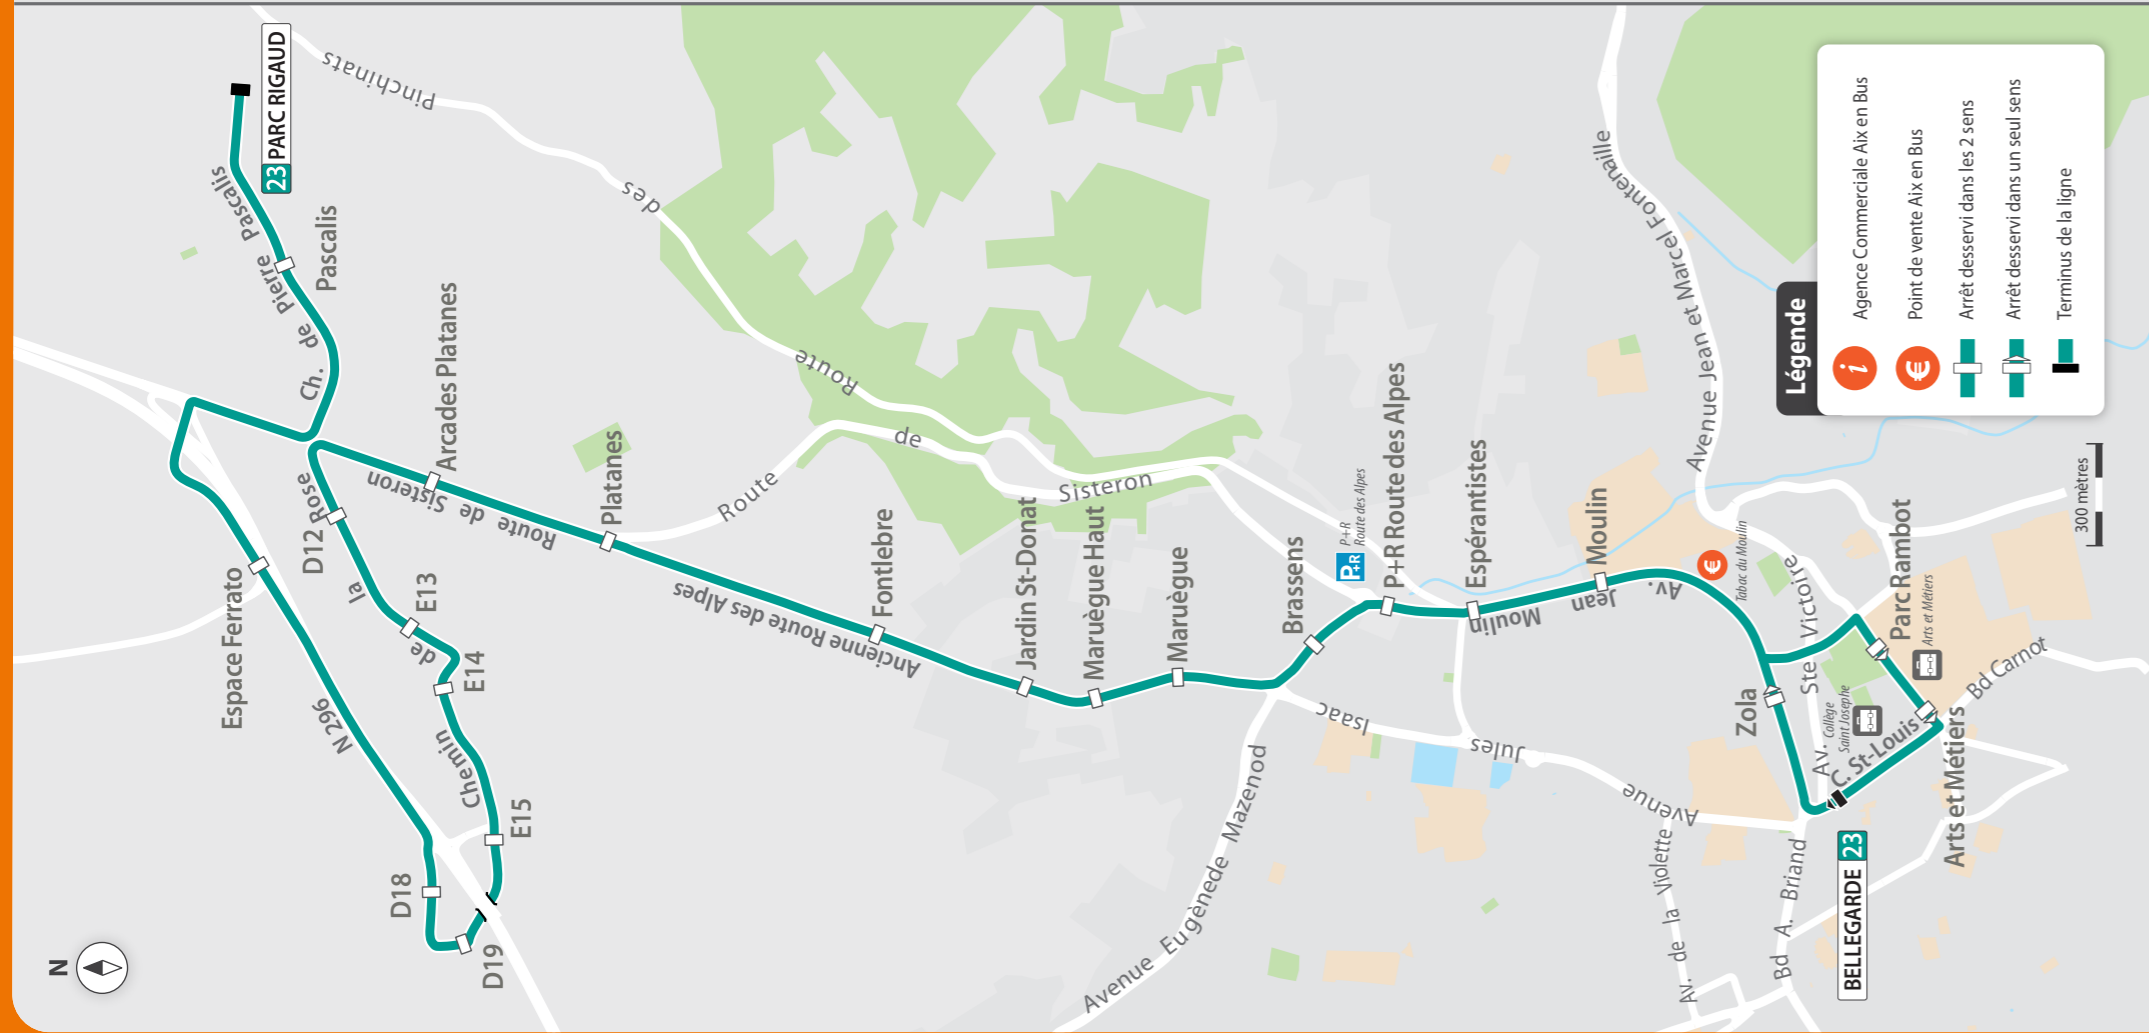 N
23 PARC RIGAUD
Pinchinats
des
Route
Ch. de Pierre Pascalis
Pascalis
Arcades Platanes
Platanes
Route de Sisteron
Route
de
Sisteron
D12
Chemin de la Rose
E13
E14
E15
D18
D19
Espace Ferrato
N 296
Ancienne Route des Alpes
Fontlebre
Jardin St-Donat
Maruègue Haut
Maruègue
Brassens
P+R
P+R
Route des Alpes
P+R Route des Alpes
Espérantistes
Moulin
Av. Jean Moulin
€
Tabac du Moulin
Avenue Jean et Marcel Fontenaille
Avenue Jules Isaac
Avenue Eugènede Mazenod
Zola
Av. Ste Victoire
Collège
Saint Josephe
Parc Rambot
Arts et Métiers
C. St-Louis
Arts et Métiers
Bd Carnot
BELLEGARDE 23
Bd A. Briand
Av. de la Violette
Légende
i Agence Commerciale Aix en Bus
€ Point de vente Aix en Bus
Arrêt desservi dans les 2 sens
Arrêt desservi dans un seul sens
Terminus de la ligne
300 mètres